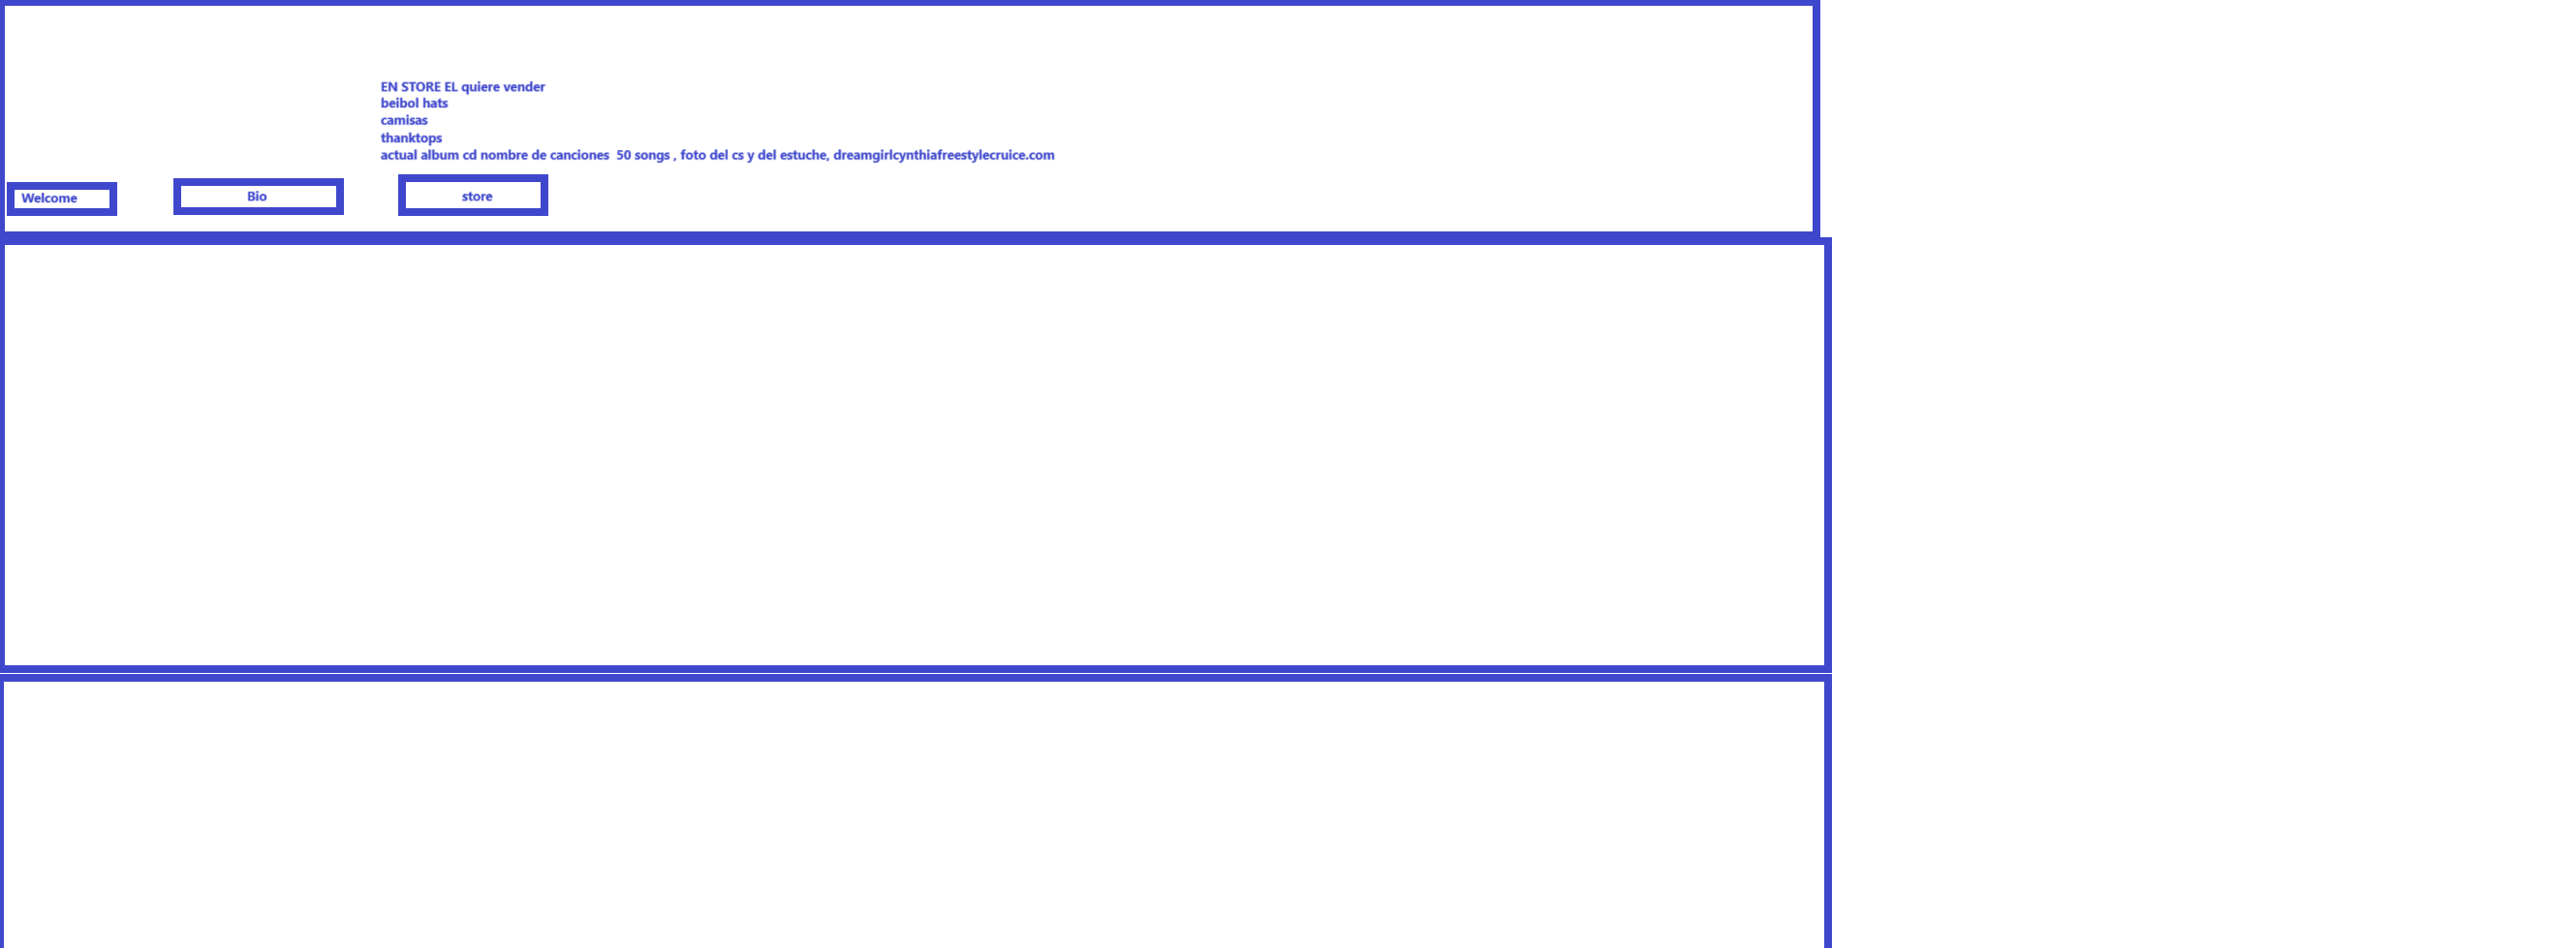 EN STORE EL quiere vender
beibol hats
camisas
thanktops
actual album cd nombre de canciones  50 songs , foto del cs y del estuche, dreamgirlcynthiafreestylecruice.com
Welcome
Bio
store